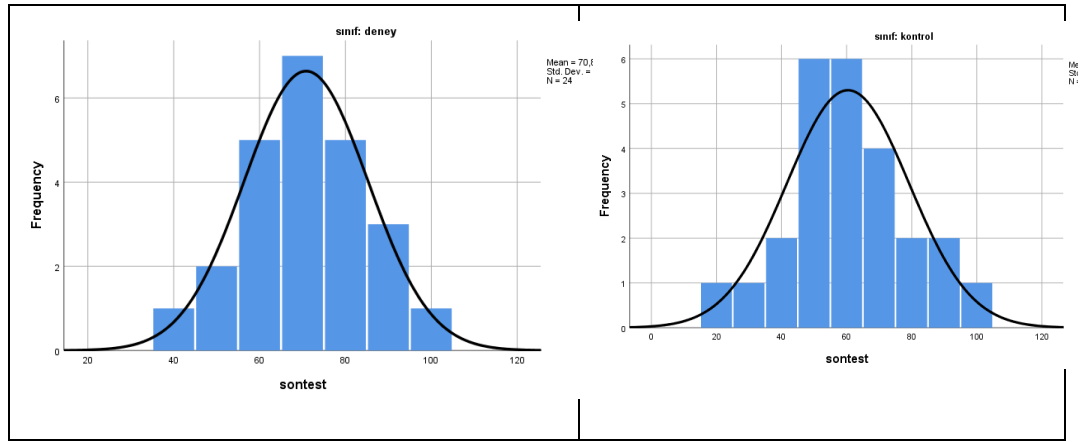 sınıf: deney
Mean = 70,8
Std. Dev. =
N = 24
Frequency
6
4
2
0
20 40 60 80 100 120
sontest
sınıf: kontrol
N =
Frequency
6
5
4
3
2
1
0
0 20 40 60 80 100 120
sontest